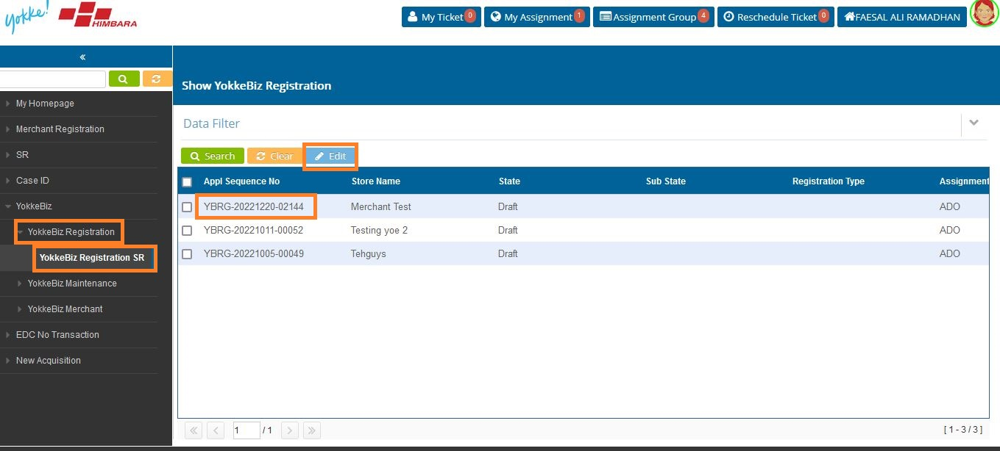 yokke!
HIMBARA
My Ticket 0
My Assignment 1
Assignment Group 4
Reschedule Ticket 0
FAESAL ALI RAMADHAN
«
Show YokkeBiz Registration
My Homepage
Merchant Registration
SR
Case ID
YokkeBiz
YokkeBiz Registration
YokkeBiz Registration SR
YokkeBiz Maintenance
YokkeBiz Merchant
EDC No Transaction
New Acquisition
Data Filter
Search Clear Edit
Appl Sequence No Store Name State Sub State Registration Type Assignment
YBRG-20221220-02144 Merchant Test Draft ADO
YBRG-20221011-00052 Testing yoe 2 Draft ADO
YBRG-20221005-00049 Tehguys Draft ADO
1 / 1
[ 1 - 3 / 3 ]